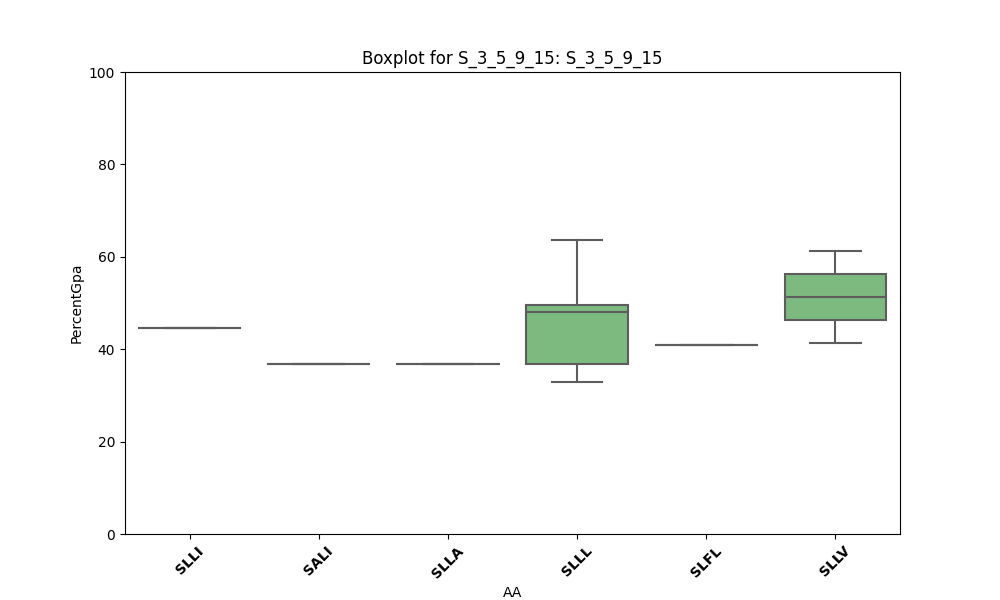 Boxplot for S_3_5_9_15: S_3_5_9_15
PercentGpa
100
80
60
40
20
0
SLLI
SALI
SLLA
SLLL
SLFL
SLLV
AA